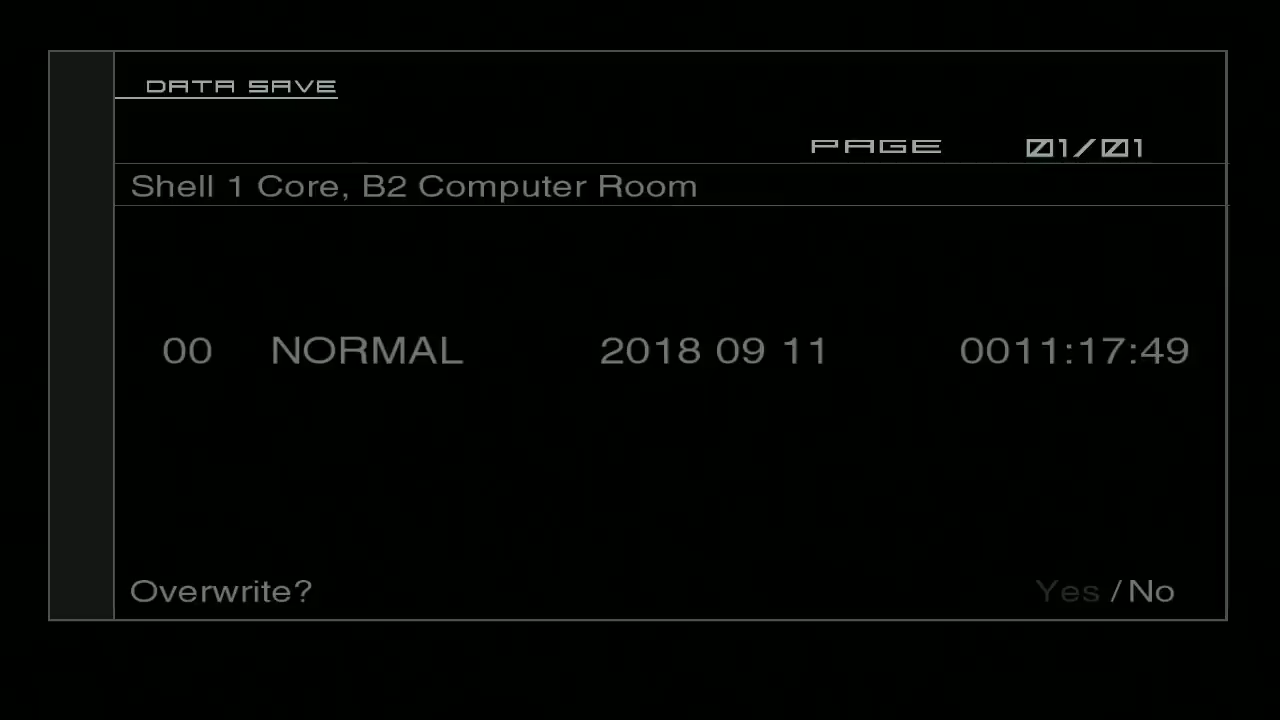 DATA SAVE
PAGE 01/01
Shell 1 Core, B2 Computer Room
00 NORMAL 2018 09 11 0011:17:49
Overwrite? Yes / No